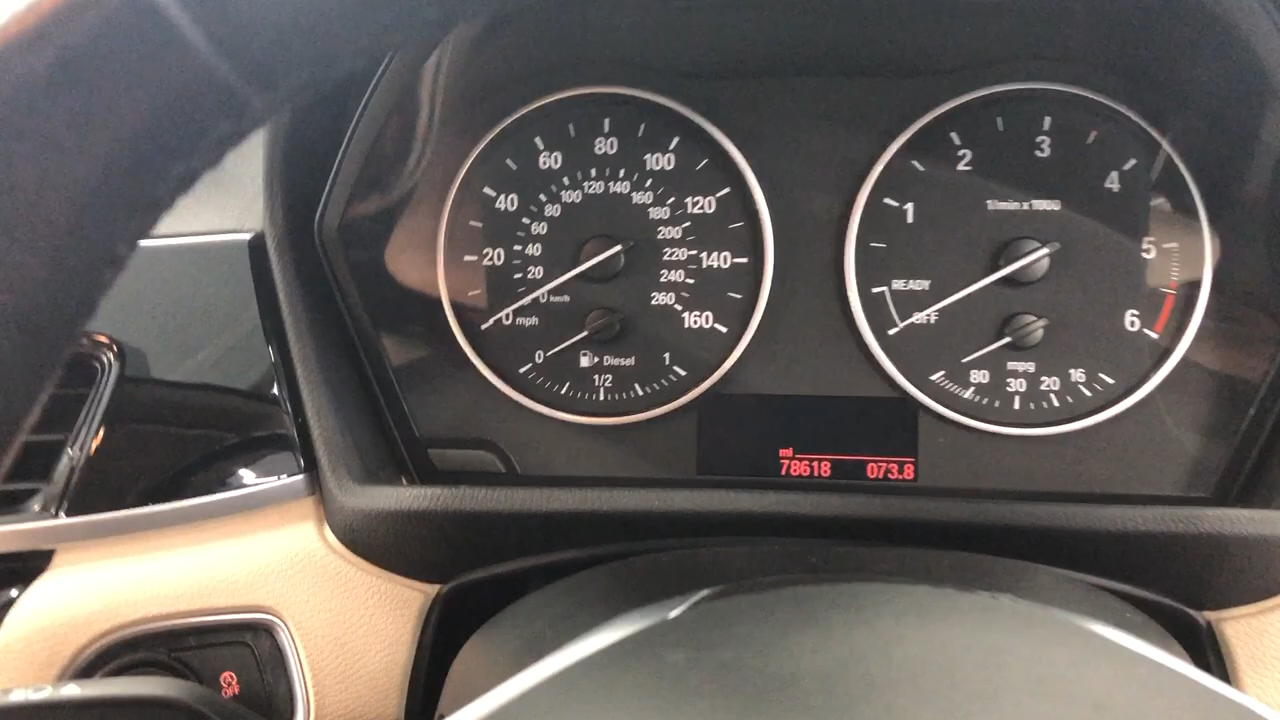 80
60 100
40 120
20 140
0 mph 160
120 140
100 160
80 180
60 200
40 220
20 240
0 km/h 260
0 Diesel 1
1/2
3
2 4
1 1/min x 1000
5
READY
OFF 6
mpg
80 30 20 16
mi
78618 073.8
A
OFF